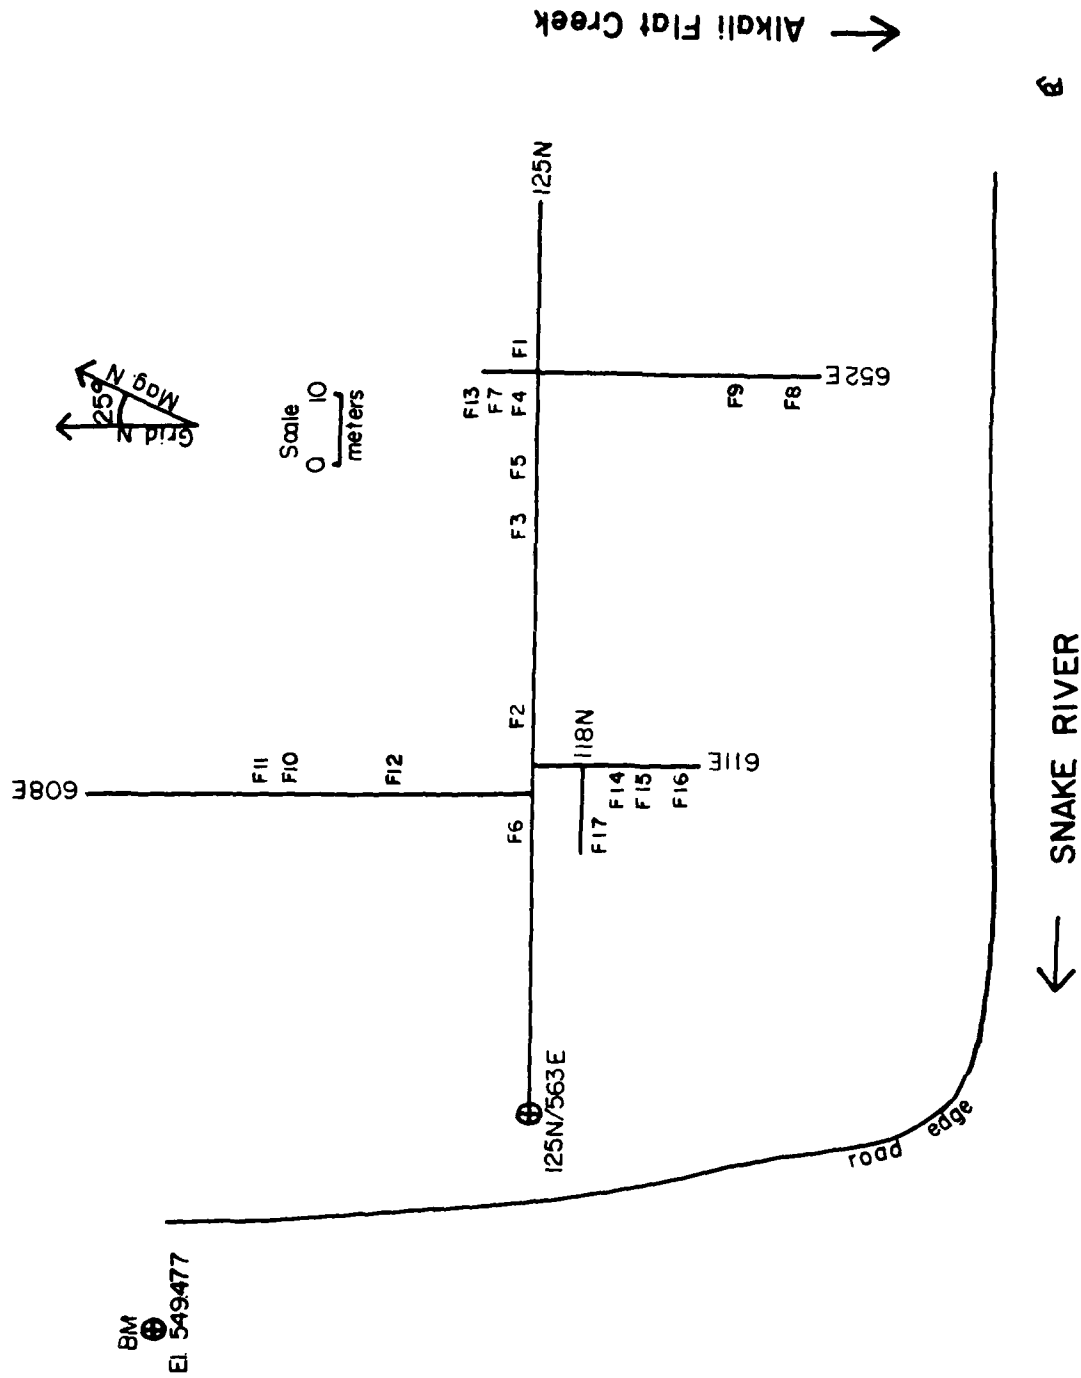 Alkali Flat Creek
B
125N
Mag. N
25°
Grid N
Scale
0 10
meters
F1
F13
F7
F4
F5
F3
F9
F8
652E
F2
608E
F11
F10
F12
F6
118N
611E
F14
F15
F16
F17
125N/563E
road edge
SNAKE RIVER
BM
El. 549.477